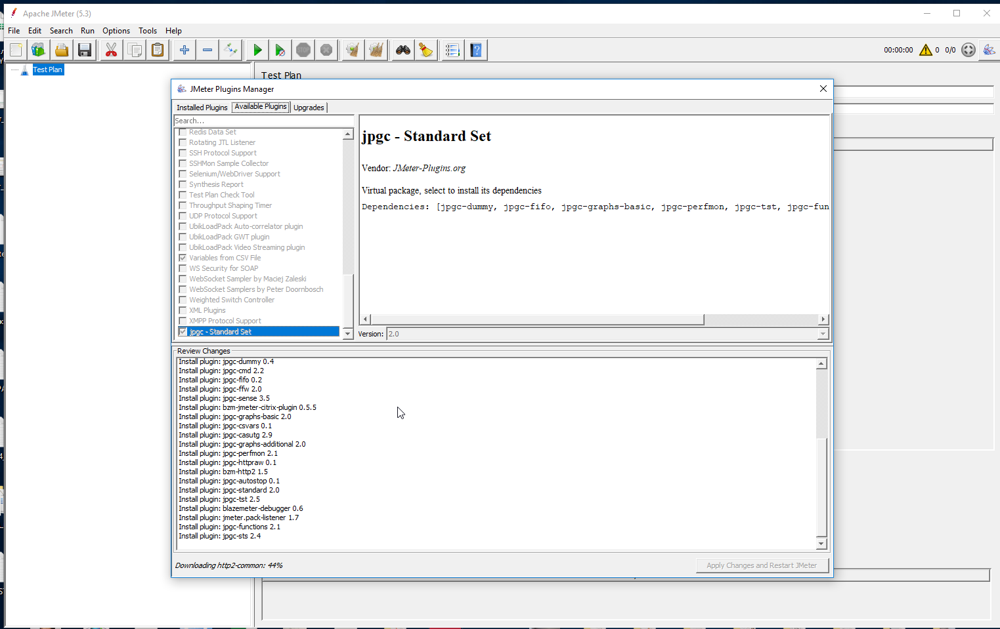 Apache JMeter (5.3)
File Edit Search Run Options Tools Help
00:00:00 0 0/0
Test Plan
Test Plan
JMeter Plugins Manager
Installed Plugins Available Plugins Upgrades
Search...
Redis Data Set
Rotating JTL Listener
SSH Protocol Support
SSHMon Sample Collector
Selenium/WebDriver Support
Synthesis Report
Test Plan Check Tool
Throughput Shaping Timer
UDP Protocol Support
UbikLoadPack Auto-correlator plugin
UbikLoadPack GWT plugin
UbikLoadPack Video Streaming plugin
Variables from CSV File
WS Security for SOAP
WebSocket Sampler by Maciej Zaleski
WebSocket Samplers by Peter Doornbosch
Weighted Switch Controller
XML Plugins
XMPP Protocol Support
jpgc - Standard Set
jpgc - Standard Set
Vendor: JMeter-Plugins.org
Virtual package, select to install its dependencies
Dependencies: [jpgc-dummy, jpgc-fifo, jpgc-graphs-basic, jpgc-perfmon, jpgc-tst, jpgc-fun
Version: 2.0
Review Changes
Install plugin: jpgc-dummy 0.4
Install plugin: jpgc-cmd 2.2
Install plugin: jpgc-fifo 0.2
Install plugin: jpgc-ffw 2.0
Install plugin: jpgc-sense 3.5
Install plugin: bzm-jmeter-citrix-plugin 0.5.5
Install plugin: jpgc-graphs-basic 2.0
Install plugin: jpgc-csvars 0.1
Install plugin: jpgc-casutg 2.9
Install plugin: jpgc-graphs-additional 2.0
Install plugin: jpgc-perfmon 2.1
Install plugin: jpgc-httpraw 0.1
Install plugin: bzm-http2 1.5
Install plugin: jpgc-autostop 0.1
Install plugin: jpgc-standard 2.0
Install plugin: jpgc-tst 2.5
Install plugin: blazemeter-debugger 0.6
Install plugin: jmeter.pack-listener 1.7
Install plugin: jpgc-functions 2.1
Install plugin: jpgc-sts 2.4
Downloading http2-common: 44%
Apply Changes and Restart JMeter